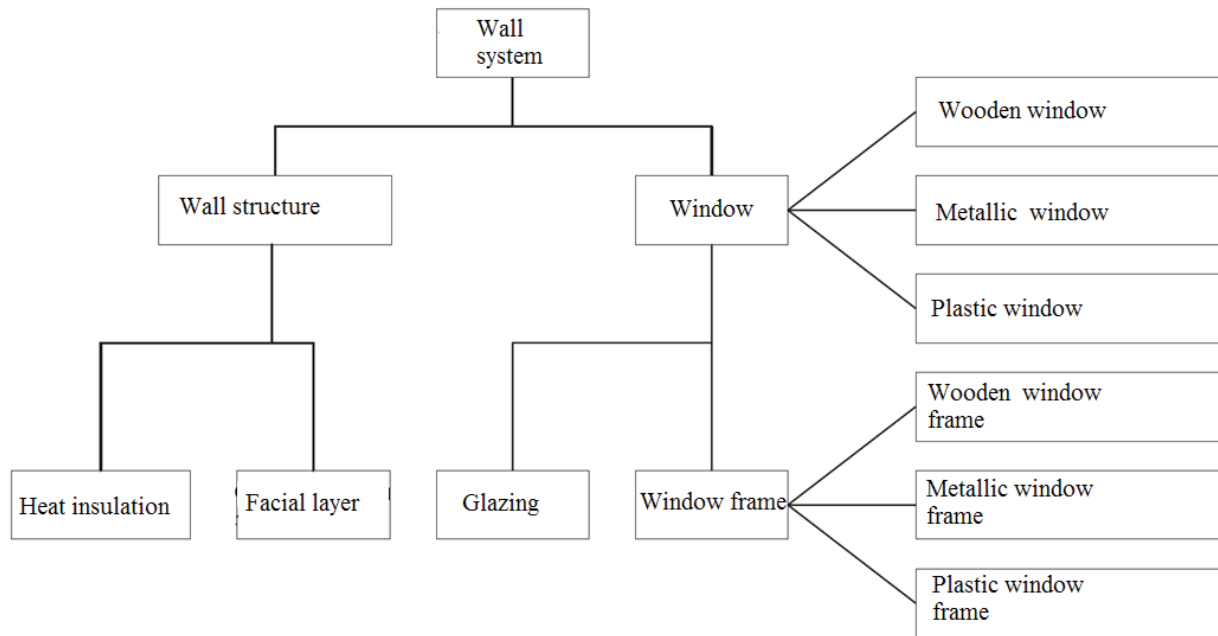 Wall
system
Wooden window
Wall structure
Window
Metallic window
Plastic window
Wooden window
frame
Heat insulation
Facial layer
Glazing
Window frame
Metallic window
frame
Plastic window
frame